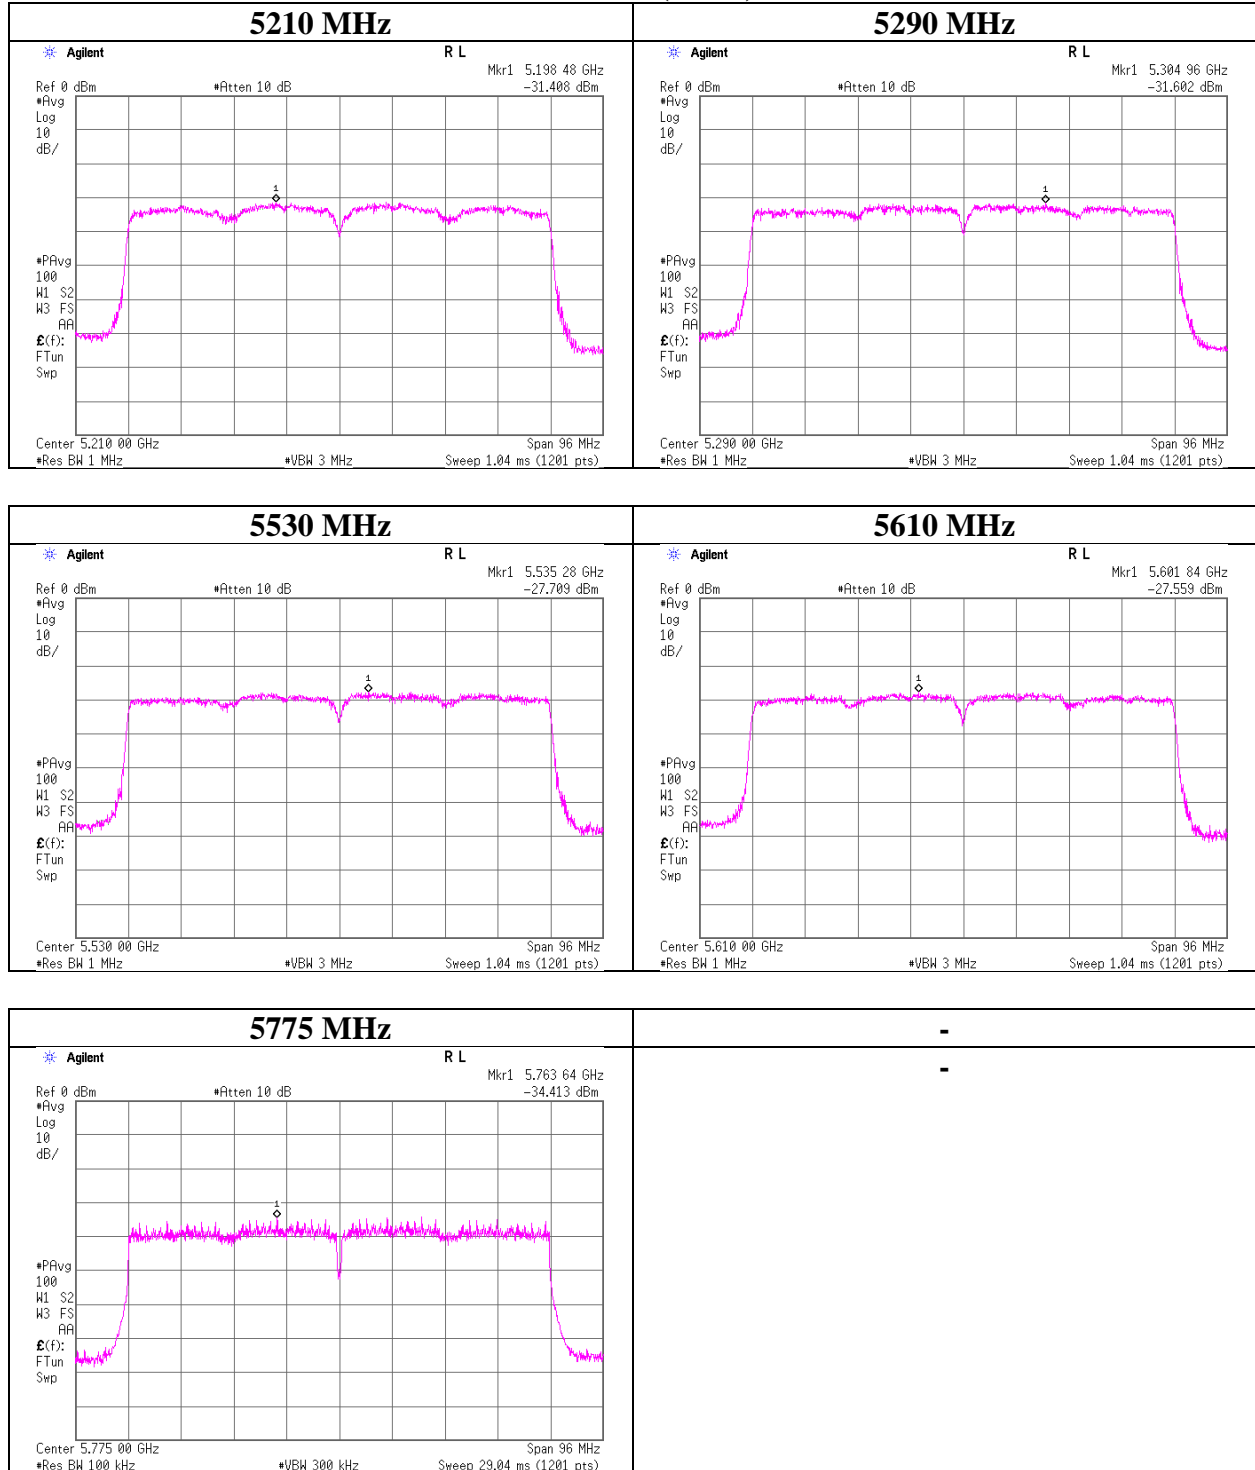 5210 MHz
Agilent R L
Mkr1 5.198 48 GHz
Ref 0 dBm #Atten 10 dB -31.408 dBm
#Avg
Log
10
dB/
1
#PAvg
100
W1 S2
W3 FS
AA
£(f):
FTun
Swp
Center 5.210 00 GHz Span 96 MHz
#Res BW 1 MHz #VBW 3 MHz Sweep 1.04 ms (1201 pts)
5290 MHz
Agilent R L
Mkr1 5.304 96 GHz
Ref 0 dBm #Atten 10 dB -31.602 dBm
#Avg
Log
10
dB/
1
#PAvg
100
W1 S2
W3 FS
AA
£(f):
FTun
Swp
Center 5.290 00 GHz Span 96 MHz
#Res BW 1 MHz #VBW 3 MHz Sweep 1.04 ms (1201 pts)
5530 MHz
Agilent R L
Mkr1 5.535 28 GHz
Ref 0 dBm #Atten 10 dB -27.709 dBm
#Avg
Log
10
dB/
1
#PAvg
100
W1 S2
W3 FS
AA
£(f):
FTun
Swp
Center 5.530 00 GHz Span 96 MHz
#Res BW 1 MHz #VBW 3 MHz Sweep 1.04 ms (1201 pts)
5610 MHz
Agilent R L
Mkr1 5.601 84 GHz
Ref 0 dBm #Atten 10 dB -27.559 dBm
#Avg
Log
10
dB/
1
#PAvg
100
W1 S2
W3 FS
AA
£(f):
FTun
Swp
Center 5.610 00 GHz Span 96 MHz
#Res BW 1 MHz #VBW 3 MHz Sweep 1.04 ms (1201 pts)
5775 MHz
Agilent R L
Mkr1 5.763 64 GHz
Ref 0 dBm #Atten 10 dB -34.413 dBm
#Avg
Log
10
dB/
1
#PAvg
100
W1 S2
W3 FS
AA
£(f):
FTun
Swp
Center 5.775 00 GHz Span 96 MHz
#Res BW 100 kHz #VBW 300 kHz Sweep 29.04 ms (1201 pts)
-
-